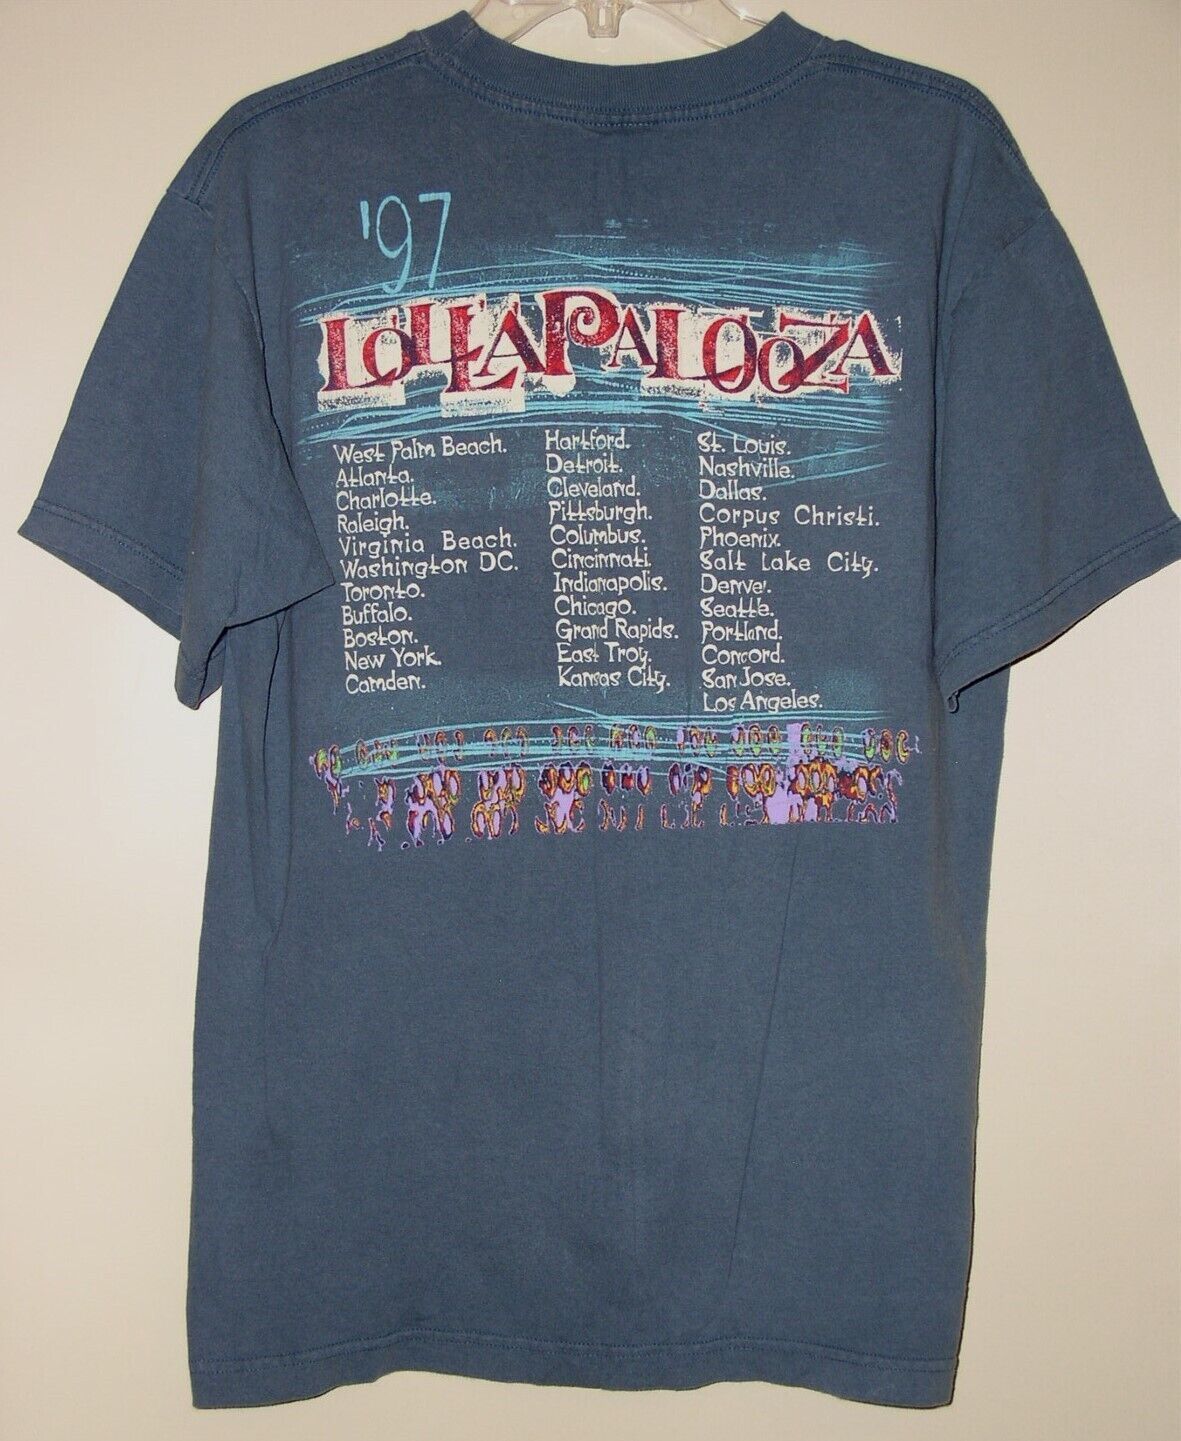 '97
LOLLAPALOOZA
West Palm Beach.
Atlanta.
Charlotte.
Raleigh.
Virginia Beach.
Washington DC.
Toronto.
Buffalo.
Boston.
New York.
Camden.
Hartford.
Detroit.
Cleveland.
Pittsburgh.
Columbus.
Cincinnati.
Indianapolis.
Chicago.
Grand Rapids.
East Troy.
Kansas City.
St. Louis.
Nashville.
Dallas.
Corpus Christi.
Phoenix.
Salt Lake City.
Denver.
Seattle.
Portland.
Concord.
San Jose.
Los Angeles.